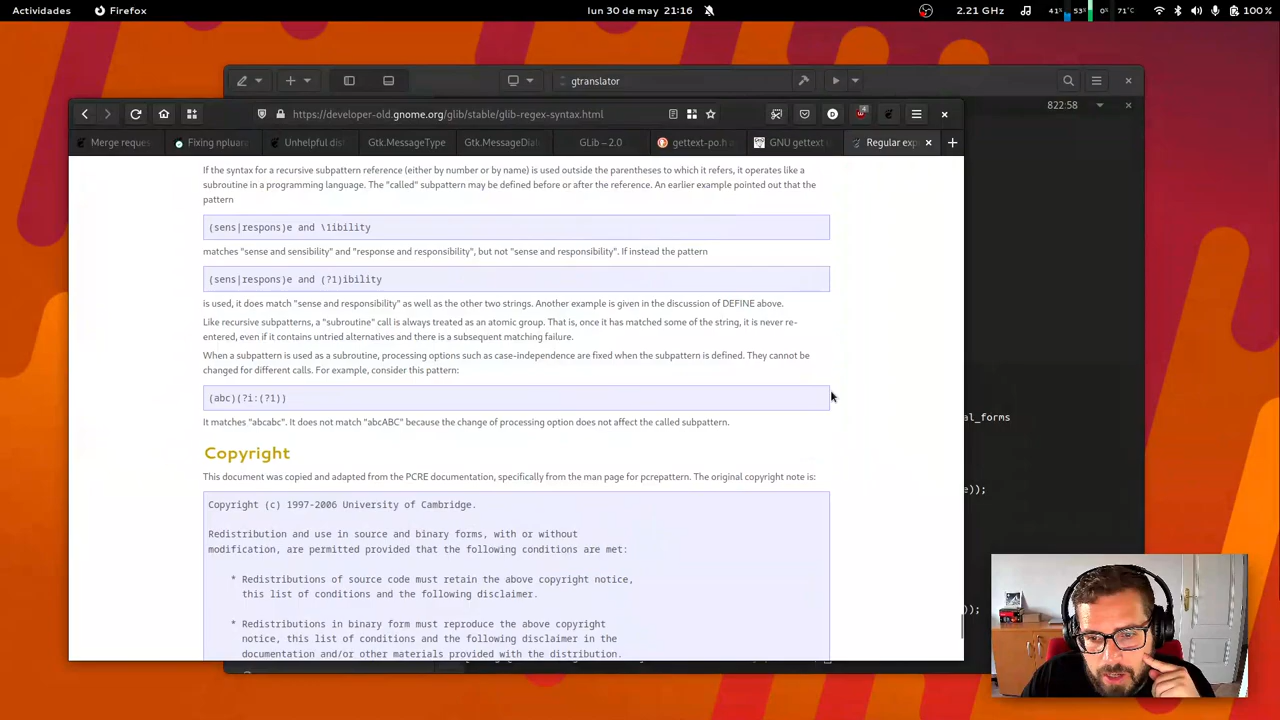 Actividades
Firefox
lun 30 de may 21:16
2.21 GHz
41%
53%
0%
71°C
100 %
gtranslator
822:58
https://developer-old.gnome.org/glib/stable/glib-regex-syntax.html
Merge reques
Fixing npluara
Unhelpful dis
Gtk.MessageType
Gtk.MessageDial
GLib – 2.0
gettext-po.h a
GNU gettext u
Regular exp
If the syntax for a recursive subpattern reference (either by number or by name) is used outside the parentheses to which it refers, it operates like a
subroutine in a programming language. The "called" subpattern may be defined before or after the reference. An earlier example pointed out that the
pattern
(sens|respons)e and \1ibility
matches "sense and sensibility" and "response and responsibility", but not "sense and responsibility". If instead the pattern
(sens|respons)e and (?1)ibility
is used, it does match "sense and responsibility" as well as the other two strings. Another example is given in the discussion of DEFINE above.
Like recursive subpatterns, a "subroutine" call is always treated as an atomic group. That is, once it has matched some of the string, it is never re-
entered, even if it contains untried alternatives and there is a subsequent matching failure.
When a subpattern is used as a subroutine, processing options such as case-independence are fixed when the subpattern is defined. They cannot be
changed for different calls. For example, consider this pattern:
(abc)(?i:(?1))
It matches "abcabc". It does not match "abcABC" because the change of processing option does not affect the called subpattern.
al_forms
Copyright
This document was copied and adapted from the PCRE documentation, specifically from the man page for pcrepattern. The original copyright note is:
e));
Copyright (c) 1997-2006 University of Cambridge.
Redistribution and use in source and binary forms, with or without
modification, are permitted provided that the following conditions are met:
* Redistributions of source code must retain the above copyright notice,
this list of conditions and the following disclaimer.
);
* Redistributions in binary form must reproduce the above copyright
notice, this list of conditions and the following disclaimer in the
documentation and/or other materials provided with the distribution.